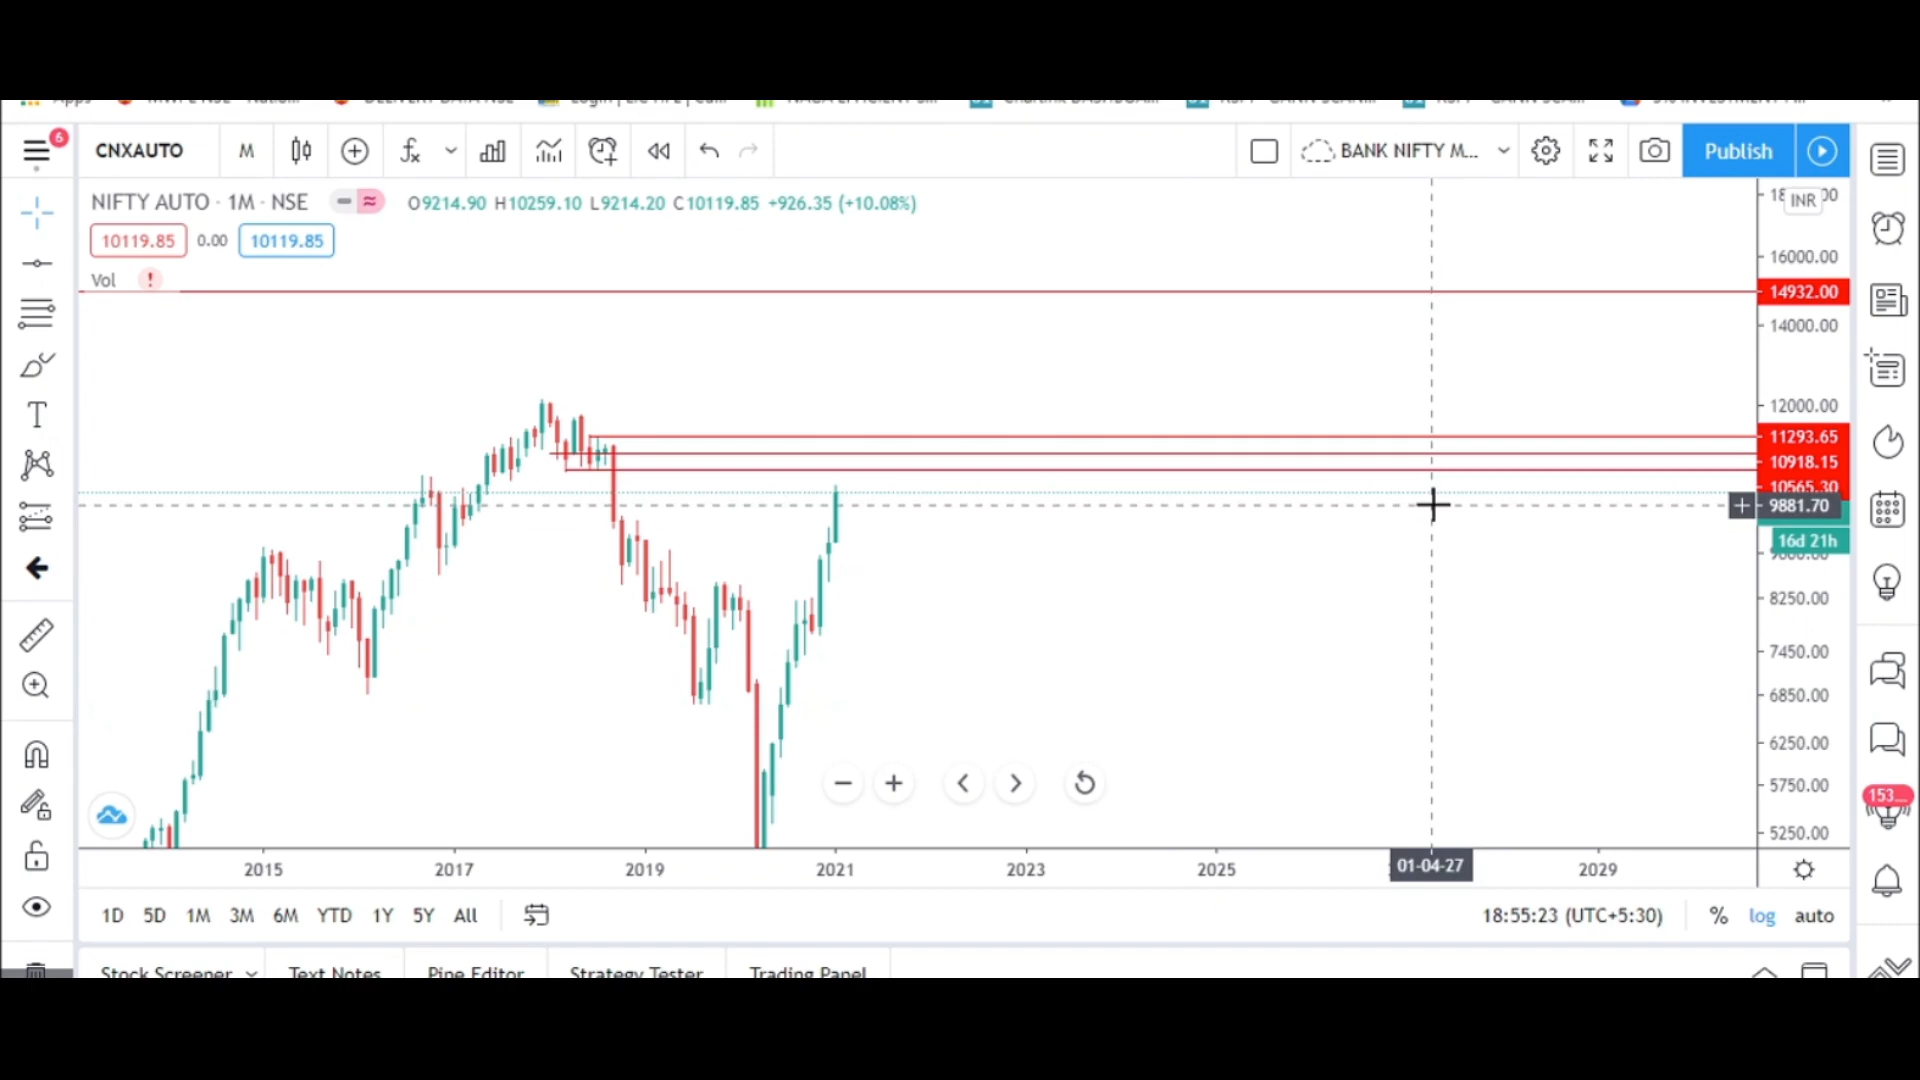 6
CNXAUTO M BANK NIFTY M... Publish
NIFTY AUTO · 1M · NSE O9214.90 H10259.10 L9214.20 C10119.85 +926.35 (+10.08%)
INR
10119.85 0.00 10119.85
16000.00
Vol !
14932.00
14000.00
12000.00
11293.65
10918.15
10565.30
9881.70
16d 21h
8250.00
7450.00
6850.00
6250.00
5750.00
153...
5250.00
2015 2017 2019 2021 2023 2025 01-04-27 2029
1D 5D 1M 3M 6M YTD 1Y 5Y All 18:55:23 (UTC+5:30) % log auto
Stock Screener Text Notes Pine Editor Strategy Tester Trading Panel